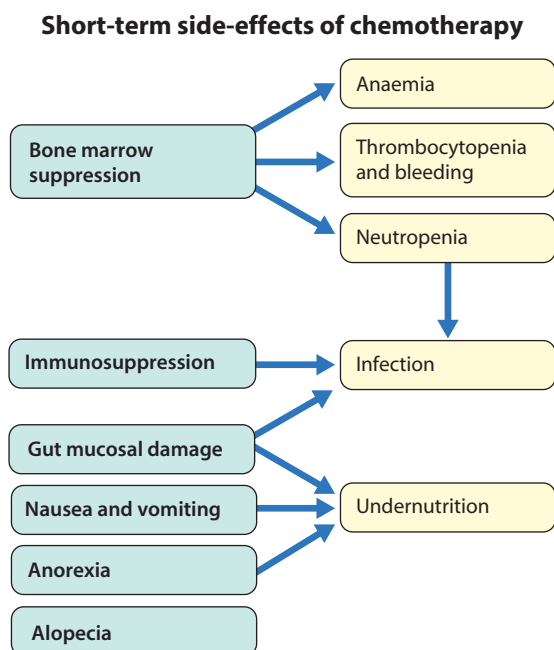 Short-term side-effects of chemotherapy
Anaemia
Bone marrow
suppression
Thrombocytopenia
and bleeding
Neutropenia
Immunosuppression
Infection
Gut mucosal damage
Nausea and vomiting
Undernutrition
Anorexia
Alopecia